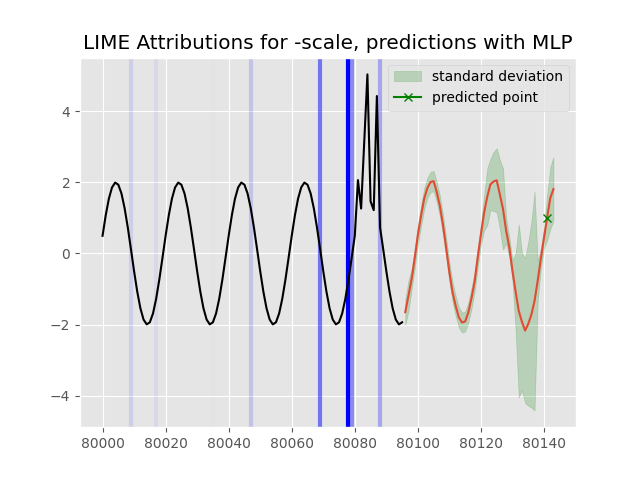 LIME Attributions for -scale, predictions with MLP
standard deviation
predicted point
4
2
0
−2
−4
80000 80020 80040 80060 80080 80100 80120 80140